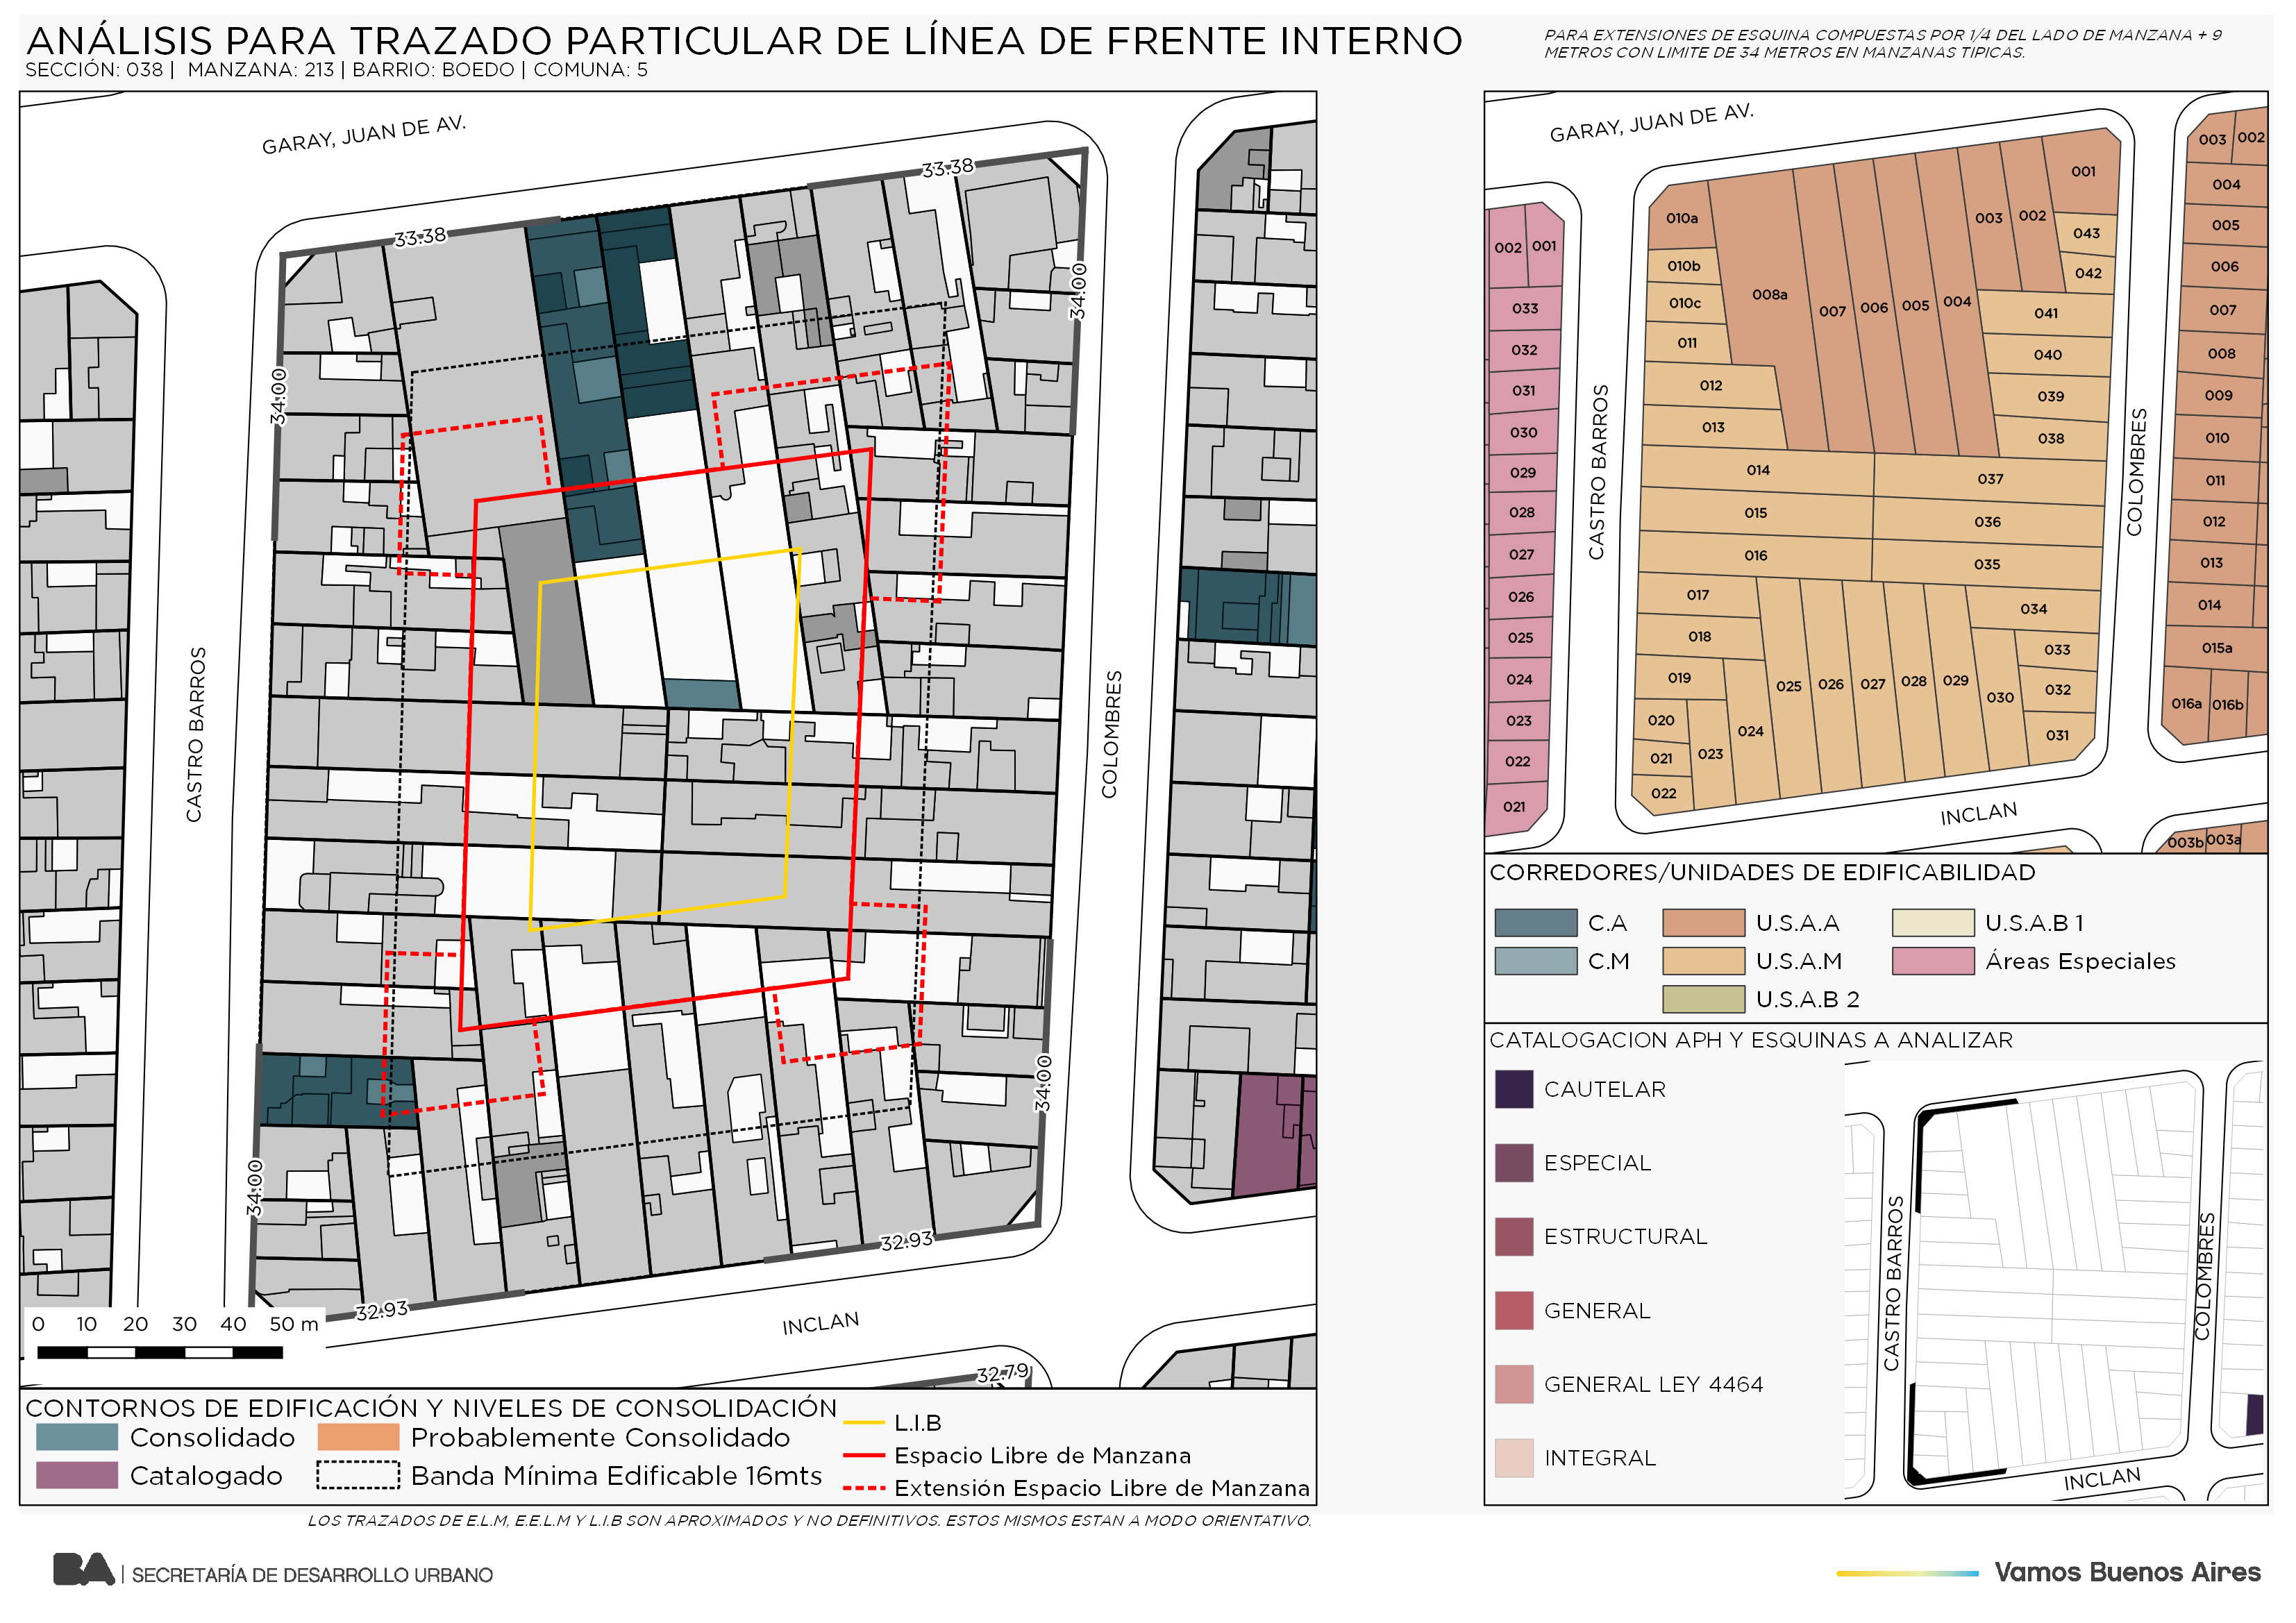 ANÁLISIS PARA TRAZADO PARTICULAR DE LÍNEA DE FRENTE INTERNO
SECCIÓN: 038 | MANZANA: 213 | BARRIO: BOEDO | COMUNA: 5
PARA EXTENSIONES DE ESQUINA COMPUESTAS POR 1/4 DEL LADO DE MANZANA + 9
METROS CON LIMITE DE 34 METROS EN MANZANAS TIPICAS.
GARAY, JUAN DE AV.
33.38
33.38
34.00
34.00
CASTRO BARROS
COLOMBRES
34.00
34.00
32.93
32.93
INCLAN
32.79
0 10 20 30 40 50 m
CONTORNOS DE EDIFICACIÓN Y NIVELES DE CONSOLIDACIÓN
Consolidado
Probablemente Consolidado
Catalogado
Banda Mínima Edificable 16mts
L.I.B
Espacio Libre de Manzana
Extensión Espacio Libre de Manzana
LOS TRAZADOS DE E.L.M, E.E.L.M Y L.I.B SON APROXIMADOS Y NO DEFINITIVOS. ESTOS MISMOS ESTAN A MODO ORIENTATIVO.
GARAY, JUAN DE AV.
CASTRO BARROS
COLOMBRES
INCLAN
002 001
033
032
031
030
029
028
027
026
025
024
023
022
021
010a
010b
010c
011
012
013
014
015
016
017
018
019
020
021
022
008a
007
006
005
004
003
002
001
043
042
041
040
039
038
037
036
035
034
033
032
031
023
024
025
026
027
028
029
030
003 002
004
005
006
007
008
009
010
011
012
013
014
015a
016a 016b
003b 003a
CORREDORES/UNIDADES DE EDIFICABILIDAD
C.A
U.S.A.A
U.S.A.B 1
C.M
U.S.A.M
Áreas Especiales
U.S.A.B 2
CATALOGACION APH Y ESQUINAS A ANALIZAR
CAUTELAR
ESPECIAL
ESTRUCTURAL
GENERAL
GENERAL LEY 4464
INTEGRAL
CASTRO BARROS
COLOMBRES
INCLAN
BA | SECRETARÍA DE DESARROLLO URBANO
Vamos Buenos Aires